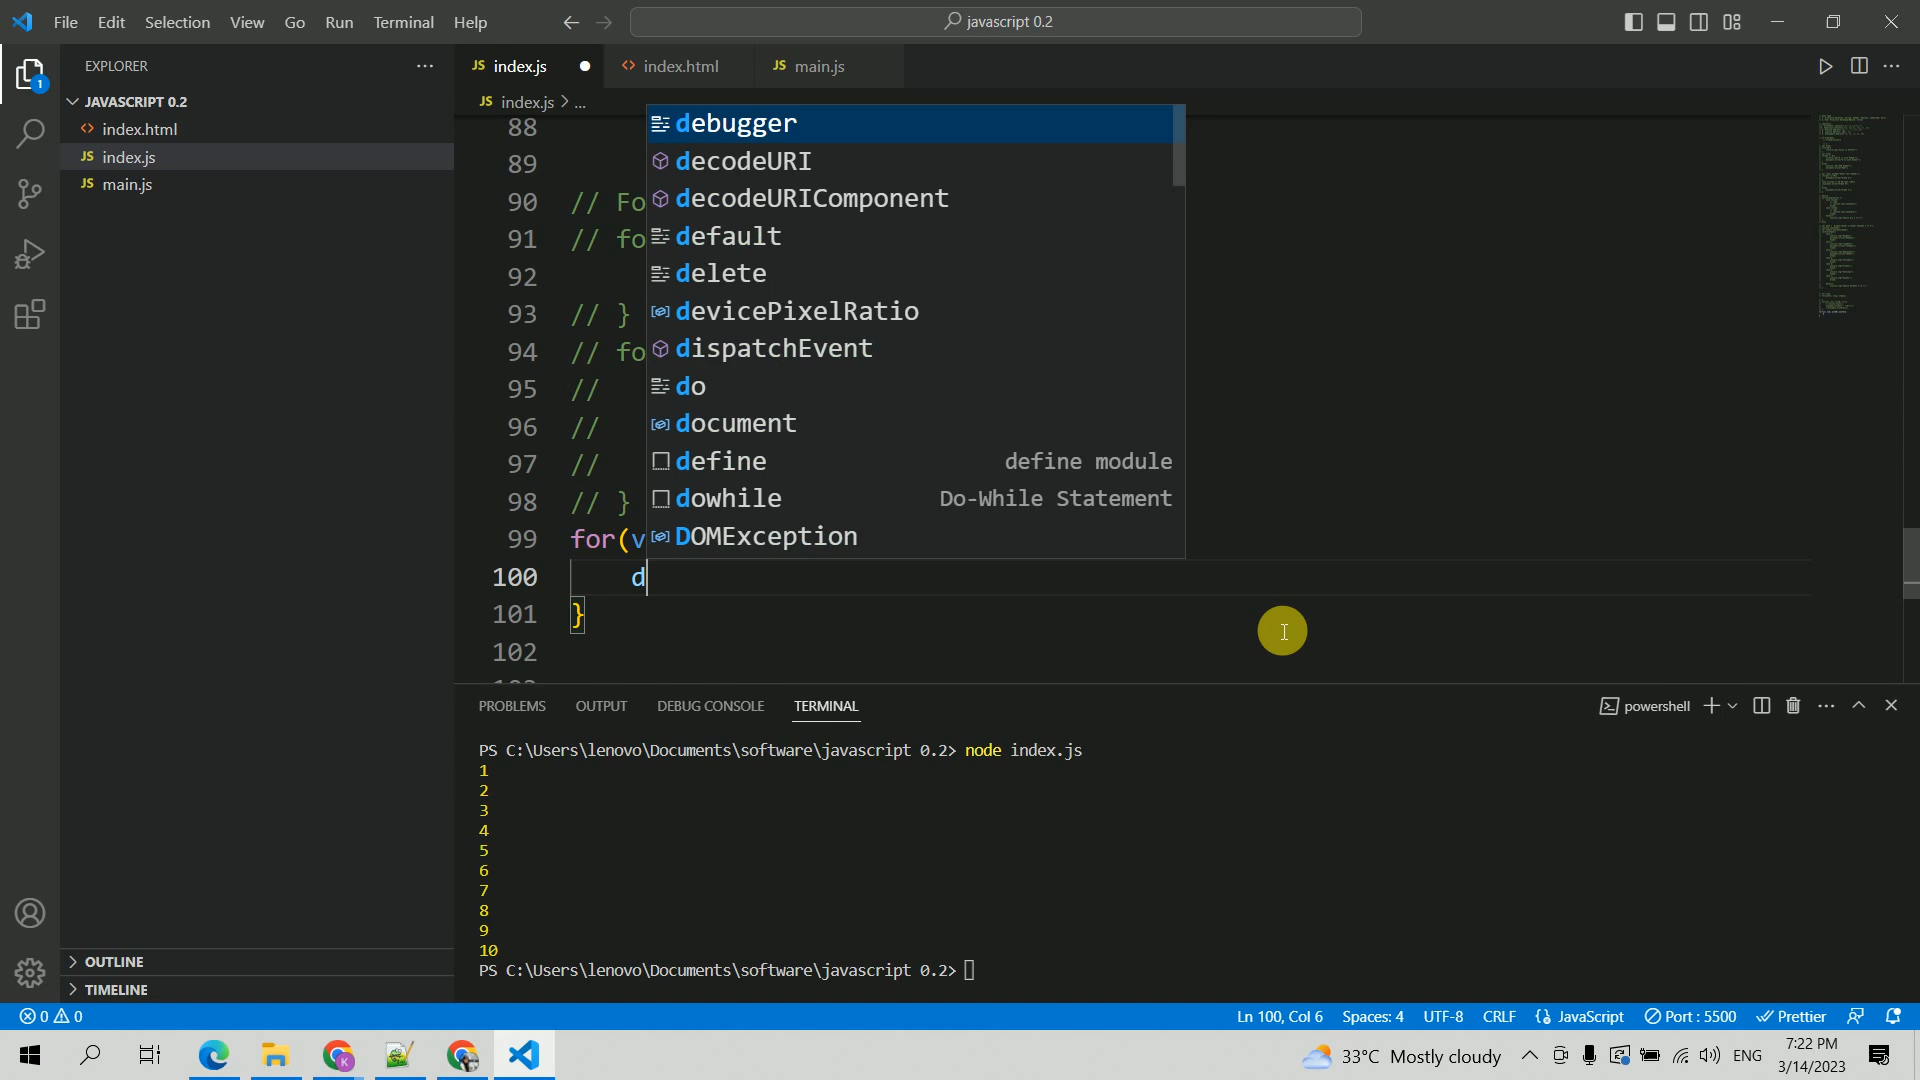 File Edit Selection View Go Run Terminal Help
javascript 0.2
EXPLORER
JAVASCRIPT 0.2
index.html
JS index.js
JS main.js
OUTLINE
TIMELINE
1
JS index.js
index.html
JS main.js
JS index.js > ...
88
89
90 // Fo
91 // fo
92
93 // }
94 // fo
95 //
96 //
97 //
98 // }
99 for(v
100 d
101 }
102
debugger
decodeURI
decodeURIComponent
default
delete
devicePixelRatio
dispatchEvent
do
document
define define module
dowhile Do-While Statement
DOMException
PROBLEMS OUTPUT DEBUG CONSOLE TERMINAL
powershell
PS C:\Users\lenovo\Documents\software\javascript 0.2> node index.js
1
2
3
4
5
6
7
8
9
10
PS C:\Users\lenovo\Documents\software\javascript 0.2>
0 0
Ln 100, Col 6 Spaces: 4 UTF-8 CRLF JavaScript Port : 5500 Prettier
33°C Mostly cloudy
ENG
7:22 PM
3/14/2023